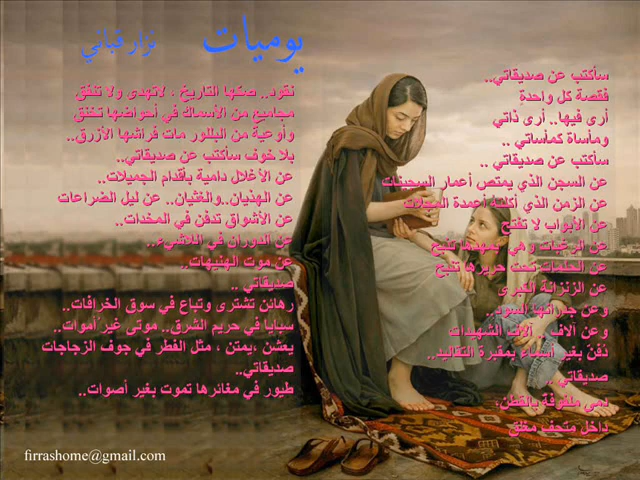 يوميات نزار قباني
سأكتب عن صديقاتي..
فقصة كل واحدةٍ
أرى فيها.. أرى ذاتي
ومأساة كمأساتي ..
سأكتب عن صديقاتي ..
عن السجن الذي يمتص أعمار السجينات
عن الزمن الذي أكلته أعمدة المجلات
عن الأبواب لا تفتح
عن الرغبات وهي بمهدها تذبح
عن الحلمات تحت حريرها تنبح
عن الزنزانة الكبرى
وعن جدرانها السود..
وعن آلاف .. آلاف الشهيدات
دُفنّ بغير أسماء بمقبرة التقاليد..
صديقاتي ..
دمى ملفوفة بالقطن،
داخل متحف مغلق
نقود.. صكها التاريخ ، لاتهدى ولا تنفق،
مجاميع من الأسماك في أحواضها تخنق،
وأوعية من البللور مات فراشها الأزرق..
بلا خوف سأكتب عن صديقاتي..
عن الأغلال دامية بأقدام الجميلات..
عن الهذيان..والغثيان.. عن ليل الضراعات
عن الأشواق تدفن في المخدات..
عن الدوران في اللاشيء..
عن موت الهنيهات..
صديقاتي ..
رهائن تشترى وتباع في سوق الخرافات..
سبايا في حريم الشرق.. موتى غير أموات..
يعشن ،يمتن ، مثل الفطر في جوف الزجاجات
صديقاتي..
طيور في مغائرها تموت بغير أصوات..
firrashome@gmail.com